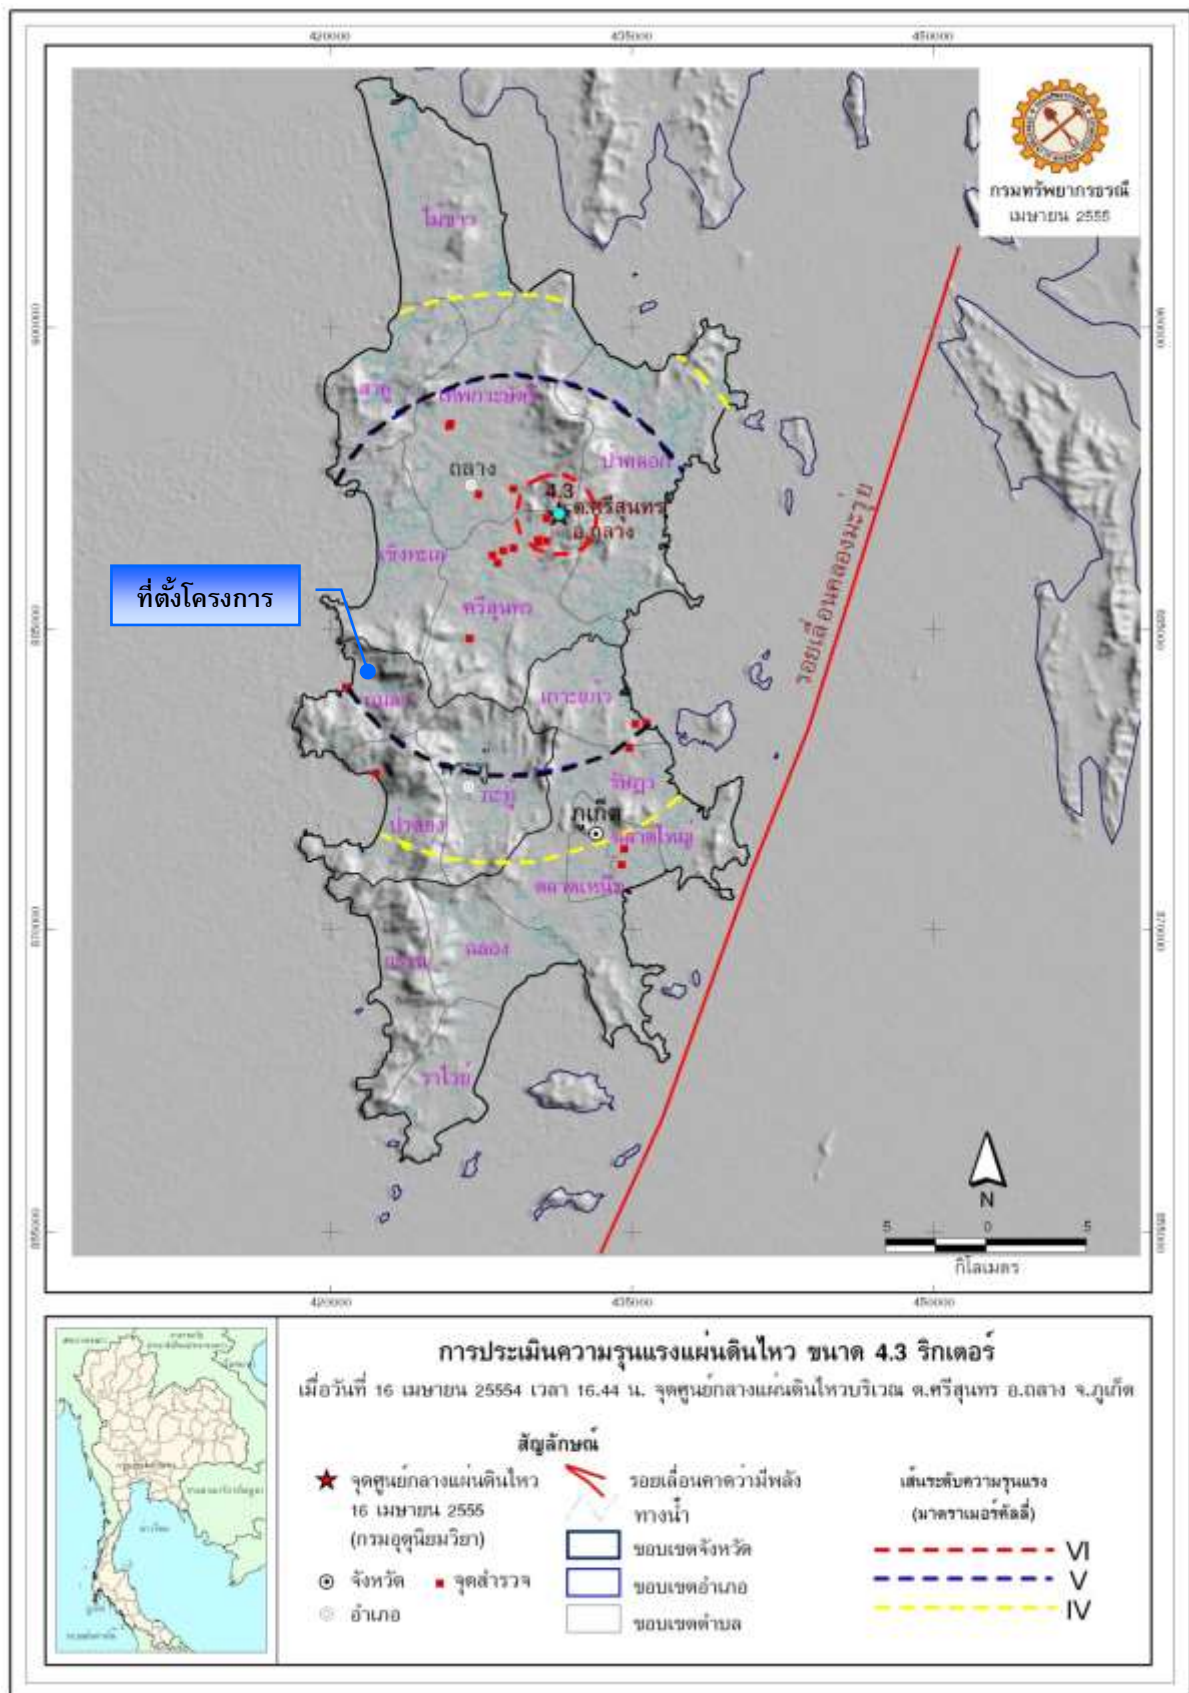 420000 435000 450000
กรมทรัพยากรธรณี
เมษายน 2555
ไม้ขาว
900000 900000
สาคู
เทพกระษัตรี
ป่าคลอก
ถลาง
4.3
ต.ศรีสุนทร
อ.ถลาง
เชิงทะเล
รอยเลื่อนคลองมะรุ่ย
ที่ตั้งโครงการ
ศรีสุนทร
885000 885000
กมลา
เกาะแก้ว
รัษฎา
กะทู้
ป่าตอง
ภูเก็ต
ตลาดใหญ่
ตลาดเหนือ
870000 870000
ฉลอง
กะรน
ราไวย์
N
855000 855000
5 0 5
กิโลเมตร
420000 435000 450000
การประเมินความรุนแรงแผ่นดินไหว ขนาด 4.3 ริกเตอร์
เมื่อวันที่ 16 เมษายน 25554 เวลา 16.44 น. จุดศูนย์กลางแผ่นดินไหวบริเวณ ต.ศรีสุนทร อ.ถลาง จ.ภูเก็ต
สัญลักษณ์
จุดศูนย์กลางแผ่นดินไหว
16 เมษายน 2555
(กรมอุตุนิยมวิยา)
จังหวัด จุดสำรวจ
อำเภอ
รอยเลื่อนคาดว่ามีพลัง
ทางน้ำ
ขอบเขตจังหวัด
ขอบเขตอำเภอ
ขอบเขตตำบล
เส้นระดับความรุนแรง
(มาตราเมอร์คัลลี่)
VI
V
IV